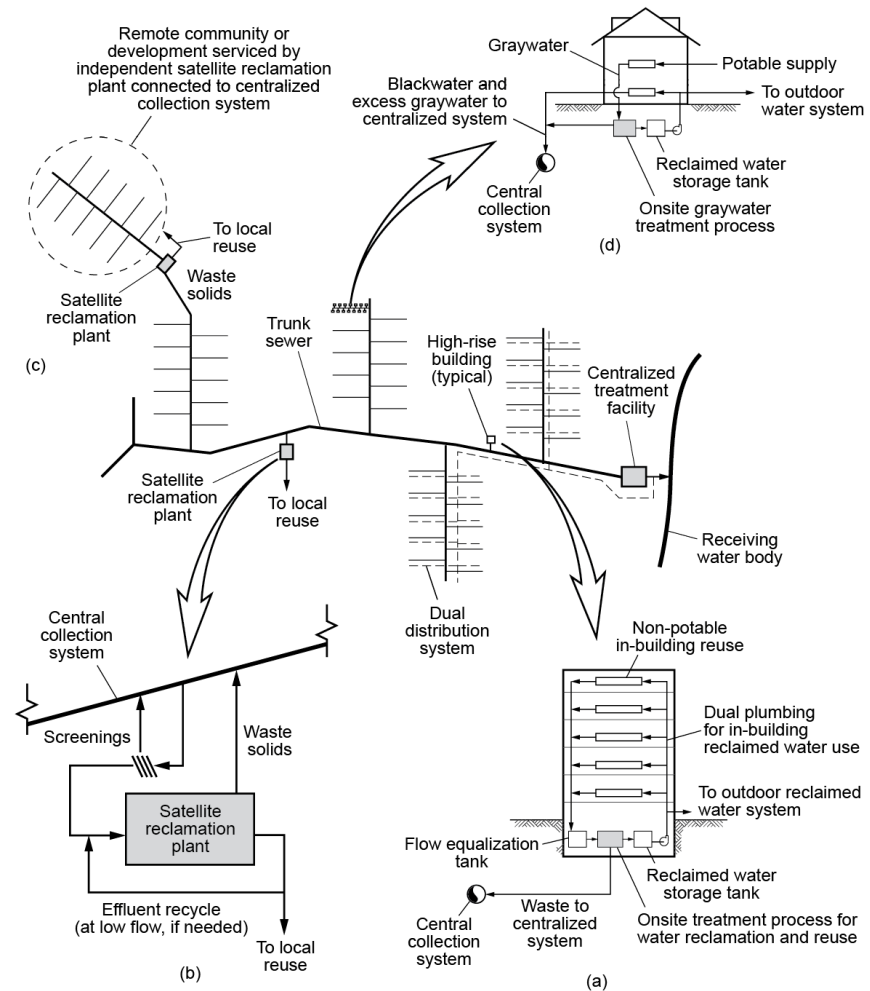 Remote community or
development serviced by
independent satellite reclamation
plant connected to centralized
collection system
To local
reuse
Waste
solids
Satellite
reclamation
plant
(c)
Graywater
Potable supply
Blackwater and
excess graywater to
centralized system
To outdoor
water system
Reclaimed water
storage tank
Central
collection
system
Onsite graywater
treatment process
(d)
Trunk
sewer
High-rise
building
(typical)
Centralized
treatment
facility
Satellite
reclamation
plant
To local
reuse
Receiving
water body
Dual
distribution
system
Central
collection
system
Screenings
Waste
solids
Satellite
reclamation
plant
Effluent recycle
(at low flow, if needed)
To local
reuse
(b)
Non-potable
in-building reuse
Dual plumbing
for in-building
reclaimed water use
To outdoor reclaimed
water system
Flow equalization
tank
Reclaimed water
storage tank
Waste to
centralized
system
Central
collection
system
Onsite treatment process for
water reclamation and reuse
(a)